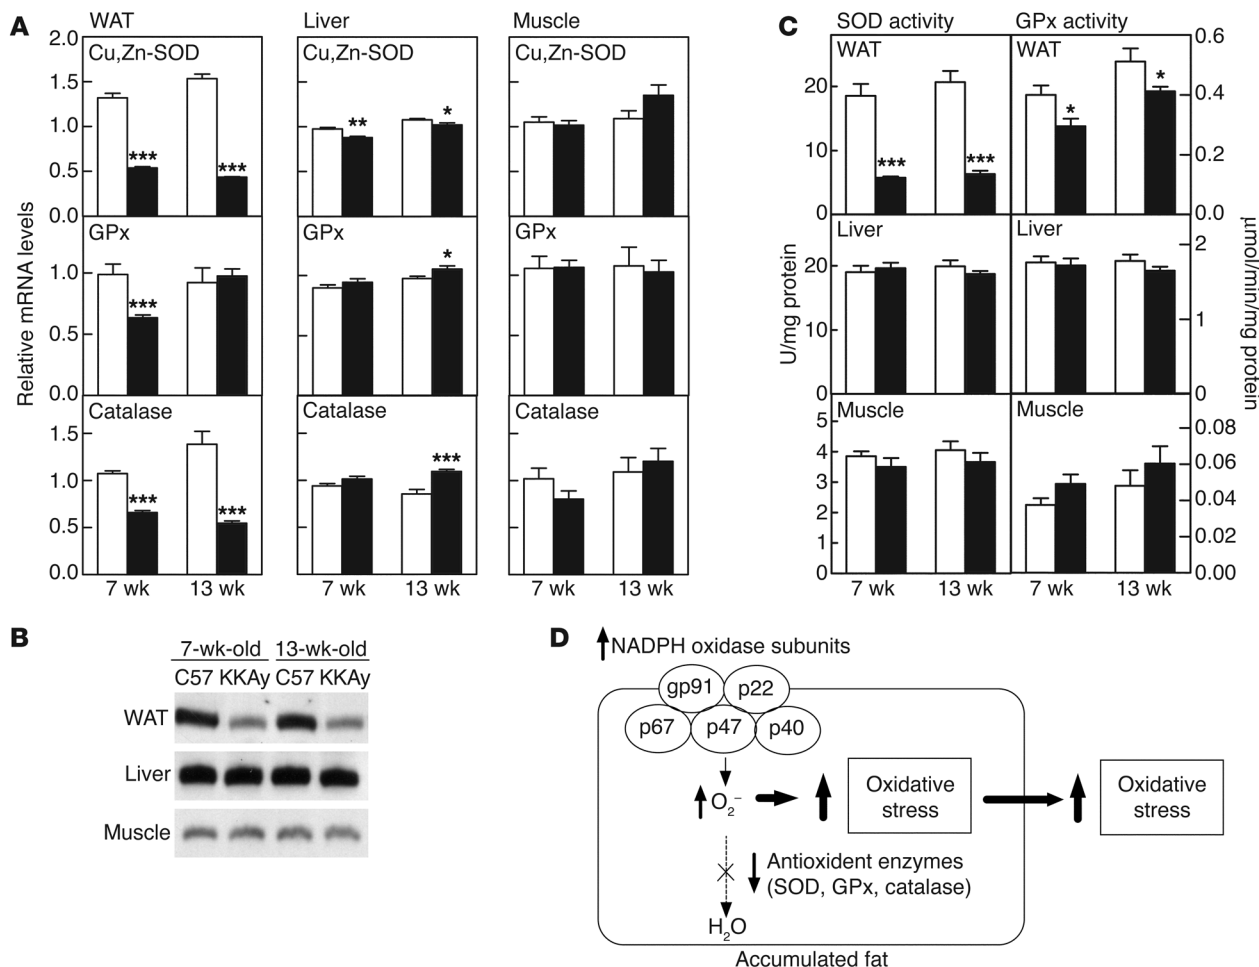 A
WAT
Liver
Muscle
Relative mRNA levels
Cu,Zn-SOD
Cu,Zn-SOD
Cu,Zn-SOD
2.0
1.5
1.0
0.5
0.0
***
***
**
*
GPx
GPx
GPx
1.0
0.5
0.0
***
*
Catalase
Catalase
Catalase
1.5
1.0
0.5
0.0
***
***
***
7 wk
13 wk
7 wk
13 wk
7 wk
13 wk
C
SOD activity
GPx activity
WAT
WAT
20
10
0
***
***
*
*
0.6
0.4
0.2
0.0
Liver
Liver
20
10
0
2
1
0
U/mg protein
μmol/min/mg protein
Muscle
Muscle
5
4
3
2
1
0
0.08
0.06
0.04
0.02
0.00
7 wk
13 wk
7 wk
13 wk
B
7-wk-old 13-wk-old
C57 KKAy C57 KKAy
WAT
Liver
Muscle
D
NADPH oxidase subunits
gp91 p22
p67 p47 p40
O2−
Oxidative
stress
Oxidative
stress
Antioxident enzymes
(SOD, GPx, catalase)
H2O
Accumulated fat